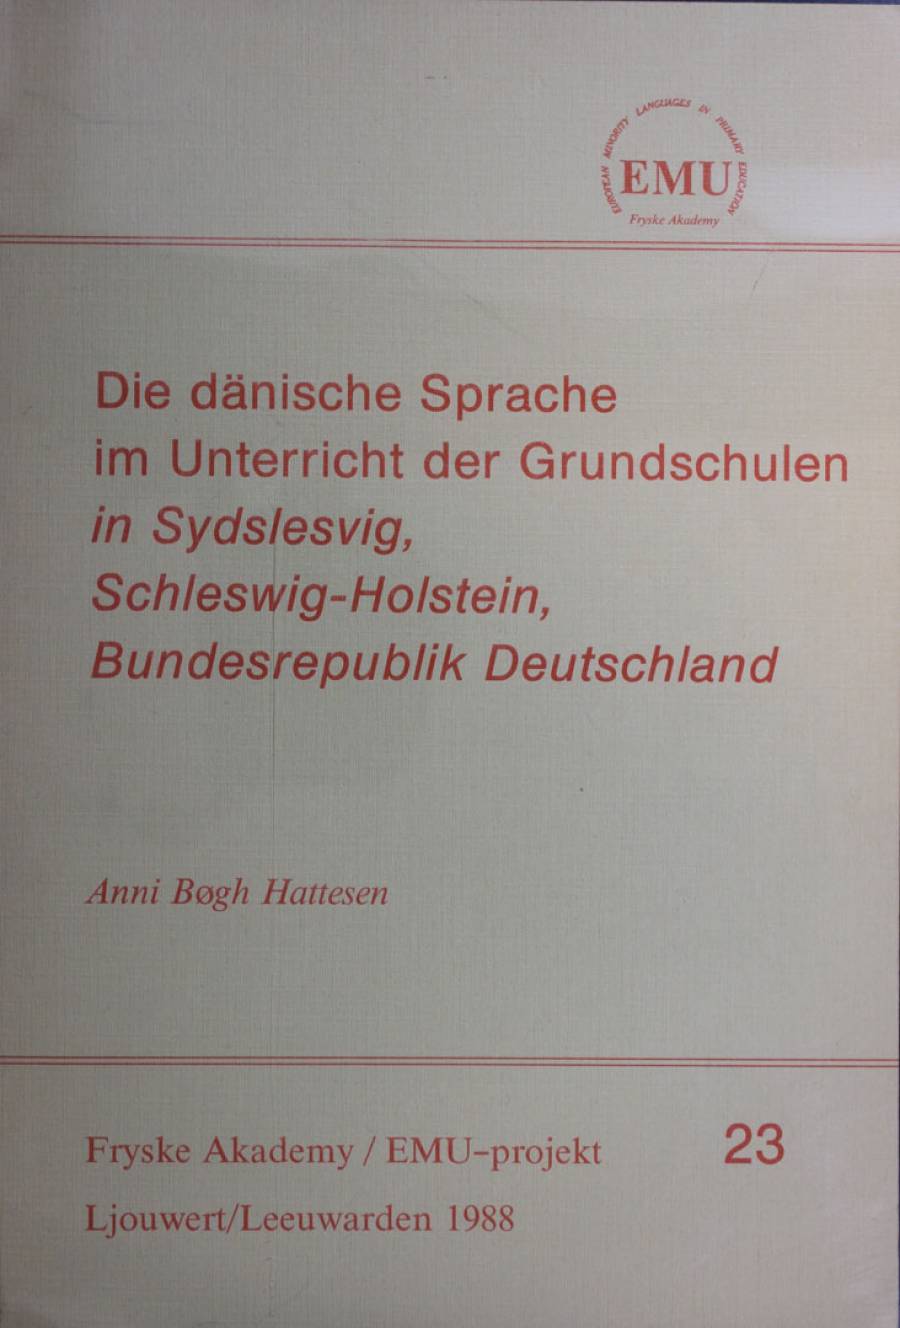 EUROPEAN MINORITY LANGUAGES IN PRIMARY EDUCATION
EMU
Fryske Akademy
Die dänische Sprache
im Unterricht der Grundschulen
in Sydslesvig,
Schleswig-Holstein,
Bundesrepublik Deutschland
Anni Bøgh Hattesen
Fryske Akademy / EMU-projekt 23
Ljouwert/Leeuwarden 1988